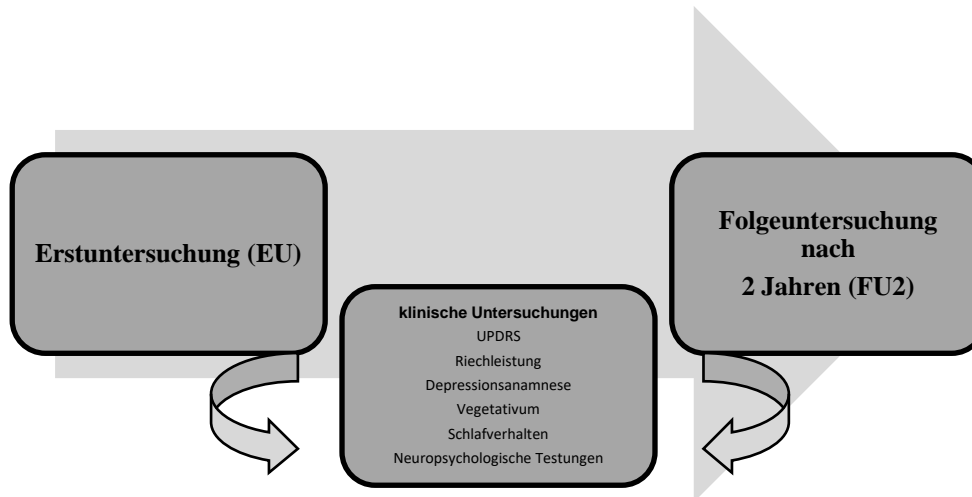 Erstuntersuchung (EU)
klinische Untersuchungen
UPDRS
Riechleistung
Depressionsanamnese
Vegetativum
Schlafverhalten
Neuropsychologische Testungen
Folgeuntersuchung
nach
2 Jahren (FU2)